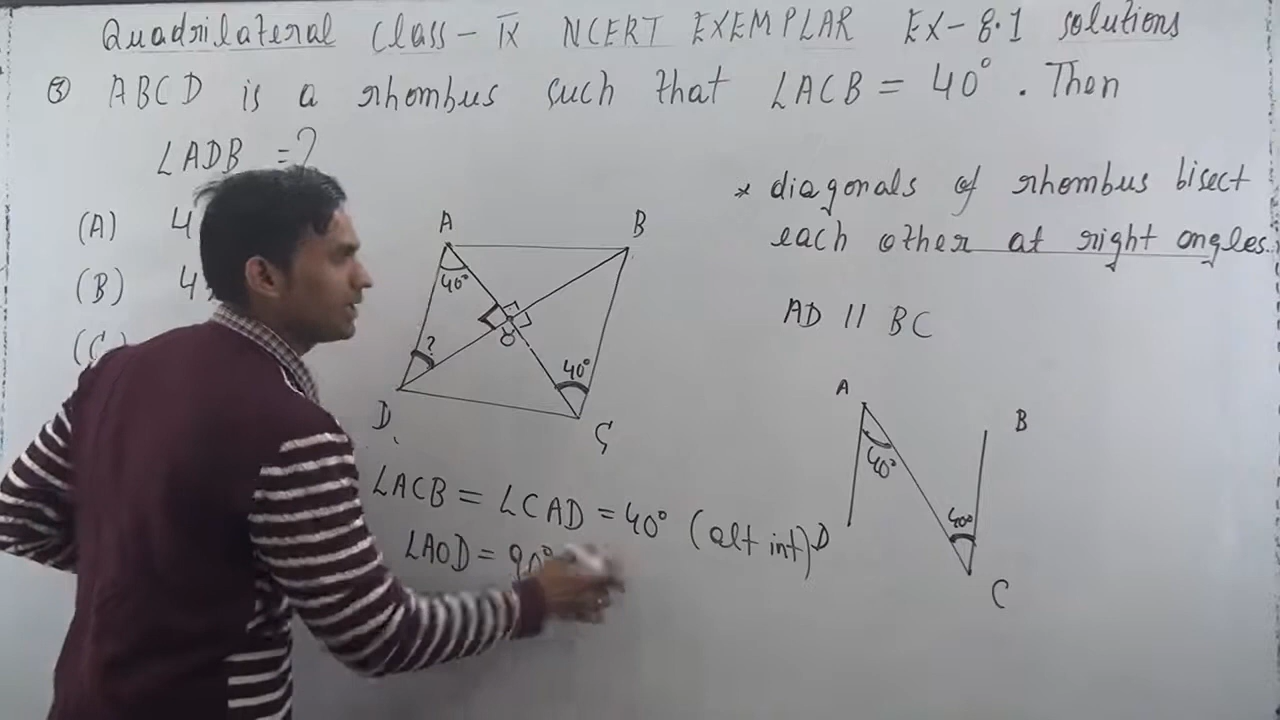 Quadrilateral Class - IX NCERT EXEMPLAR EX - 8.1 solutions
③ ABCD is a rhombus such that ∠ACB = 40° . Then
∠ADB = ?
(A) 4
(B) 4
(C)
* diagonals of rhombus bisect
each other at right angles.
AD || BC
A
B
40°
O
?
40°
D
C
A
B
40°
40°
D
C
∠ACB = ∠CAD = 40° (alt int)
∠AOD = 90°